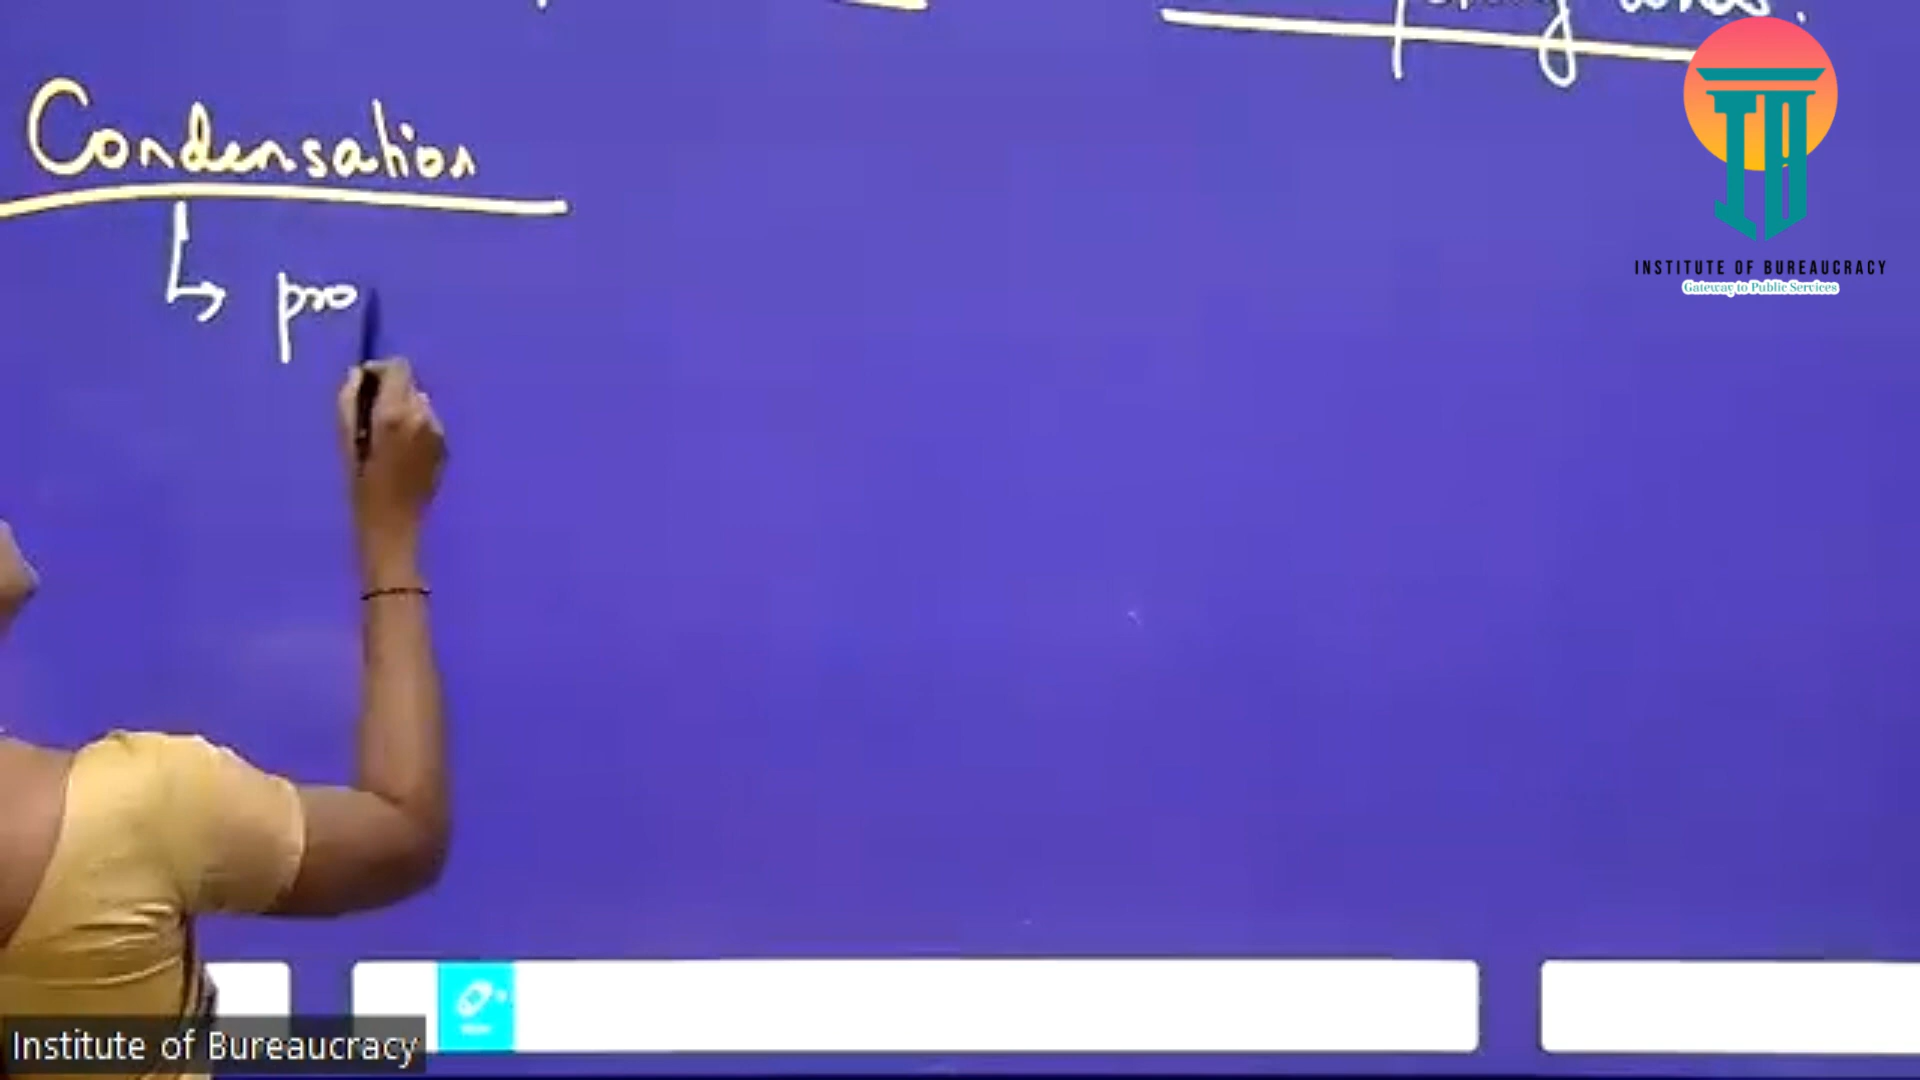 Condensation
↳ pro
INSTITUTE OF BUREAUCRACY
Gateway to Public Services
Institute of Bureaucracy